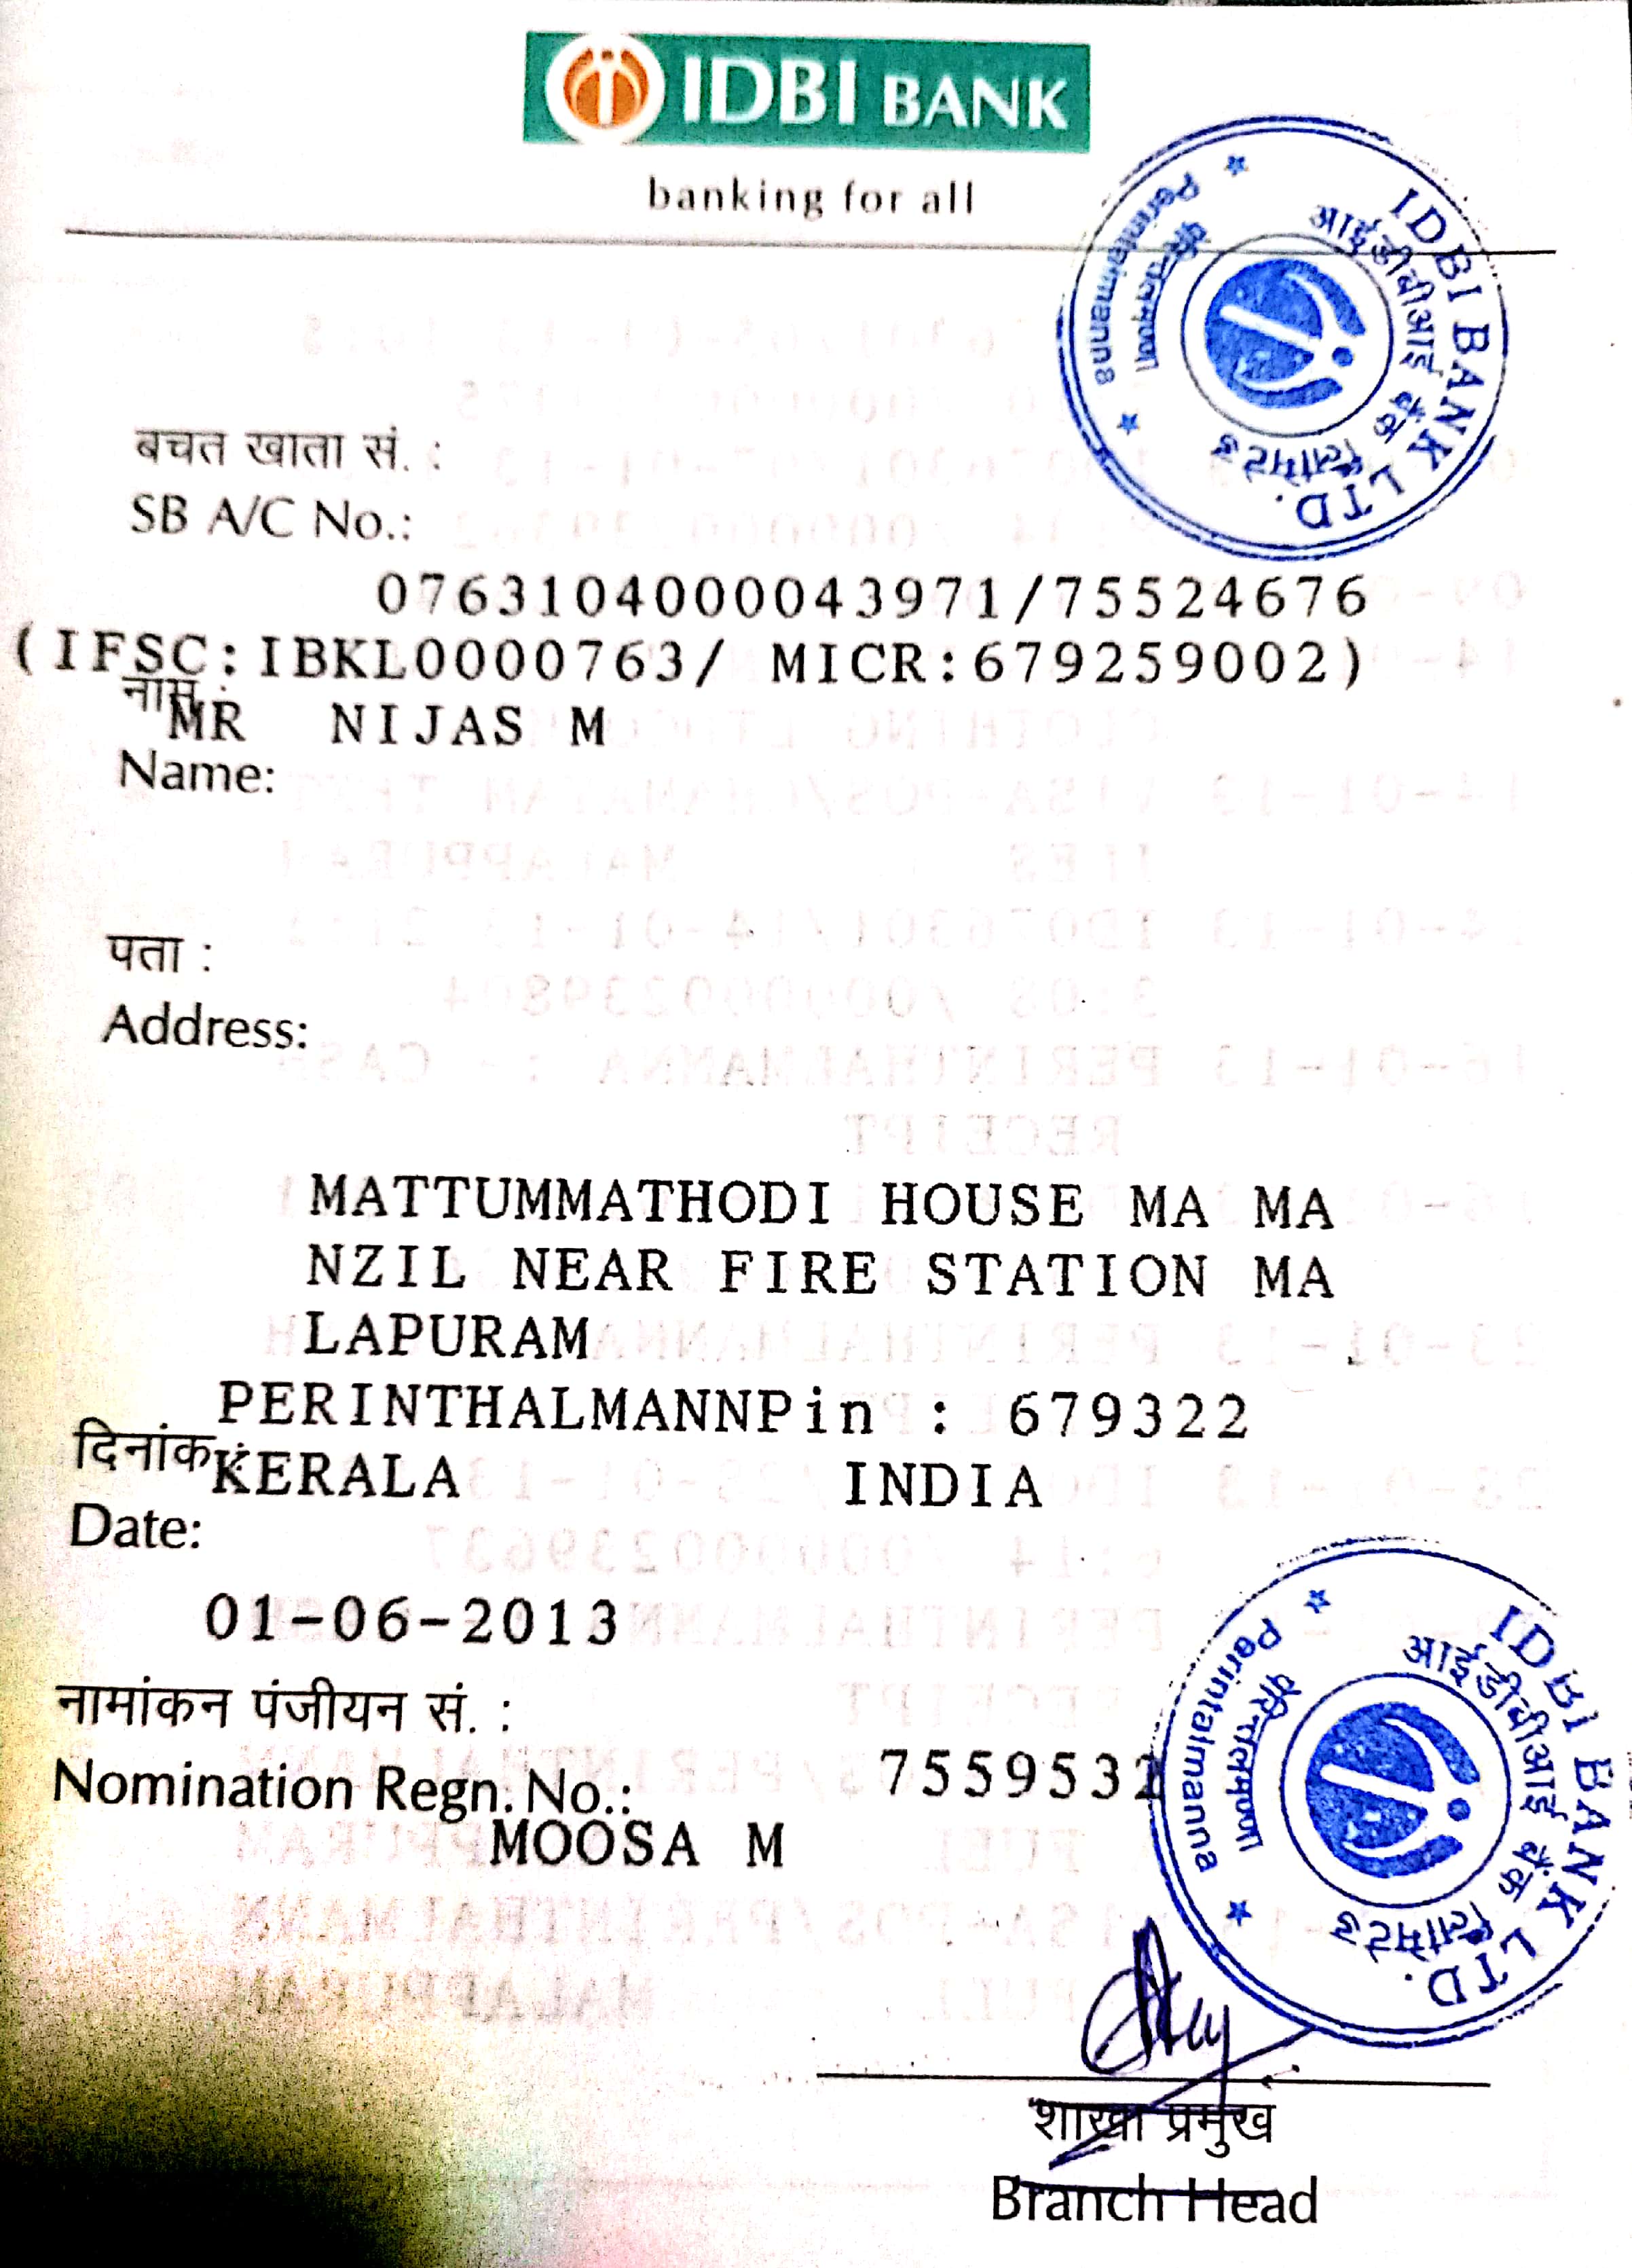 IDBI BANK
banking for all
IDBI BANK LTD.
आईडीबीआई बैंक लिमिटेड
Perintalmanna
बचत खाता सं. :
SB A/C No.:
0763104000043971/75524676
(IFSC:IBKL0000763/ MICR:679259002)
नाम :
MR NIJAS M
Name:
पता :
Address:
MATTUMMATHODI HOUSE MA MA
NZIL NEAR FIRE STATION MA
LAPURAM
PERINTHALMANNPin : 679322
दिनांक :
KERALA INDIA
Date:
01-06-2013
नामांकन पंजीयन सं. :
Nomination Regn. No.: 7559532
MOOSA M
IDBI BANK LTD.
आईडीबीआई बैंक लिमिटेड
Perintalmanna
शाखा प्रमुख
Branch Head